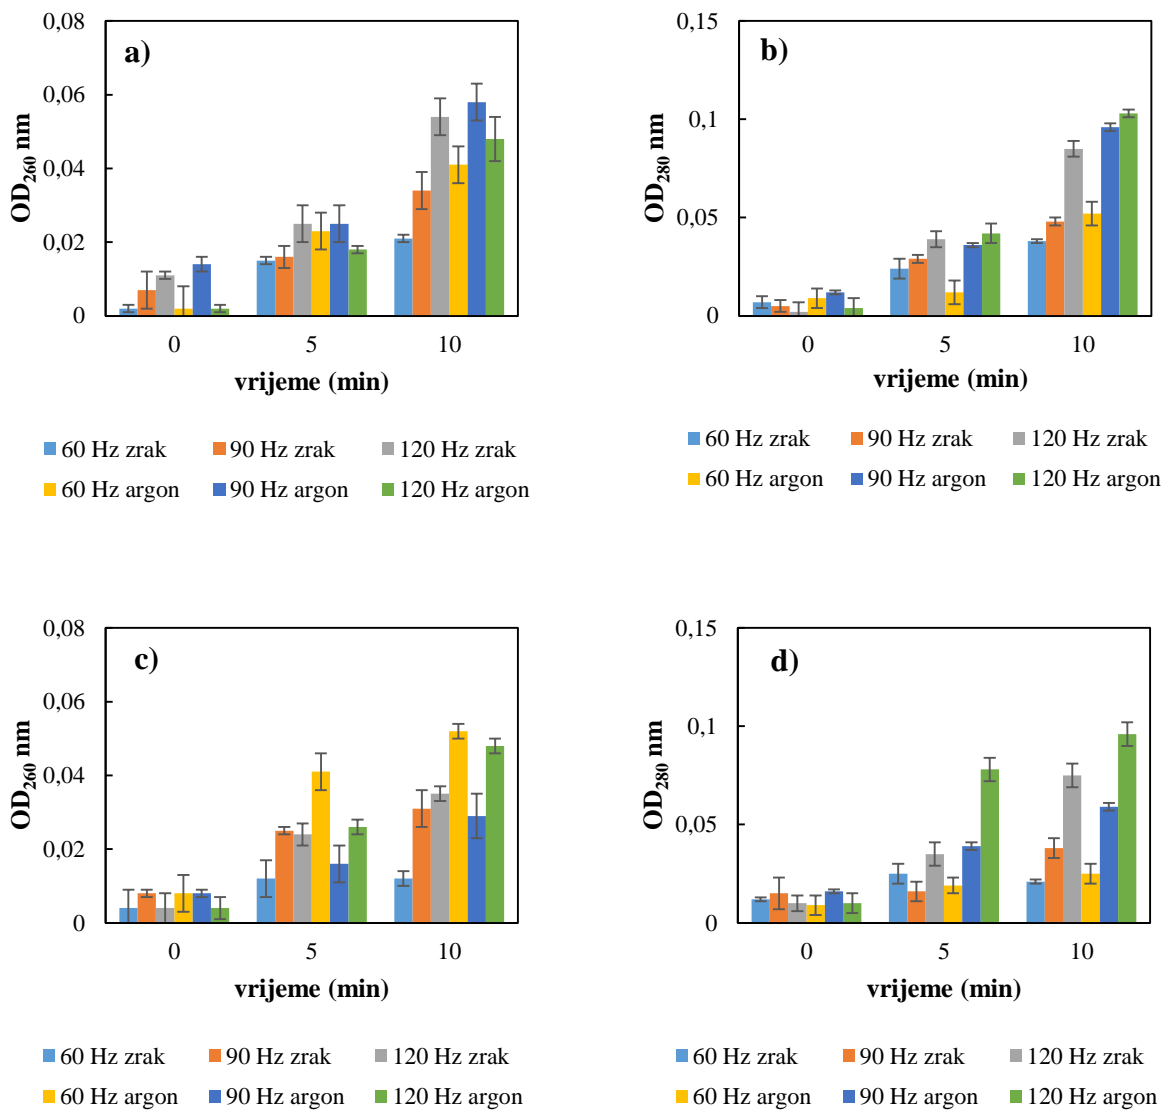 a)
0,08
0,06
0,04
0,02
0
OD260 nm
0 5 10
vrijeme (min)
60 Hz zrak 90 Hz zrak 120 Hz zrak
60 Hz argon 90 Hz argon 120 Hz argon
b)
0,15
0,1
0,05
0
OD280 nm
0 5 10
vrijeme (min)
60 Hz zrak 90 Hz zrak 120 Hz zrak
60 Hz argon 90 Hz argon 120 Hz argon
c)
0,08
0,06
0,04
0,02
0
OD260 nm
0 5 10
vrijeme (min)
60 Hz zrak 90 Hz zrak 120 Hz zrak
60 Hz argon 90 Hz argon 120 Hz argon
d)
0,15
0,1
0,05
0
OD280 nm
0 5 10
vrijeme (min)
60 Hz zrak 90 Hz zrak 120 Hz zrak
60 Hz argon 90 Hz argon 120 Hz argon